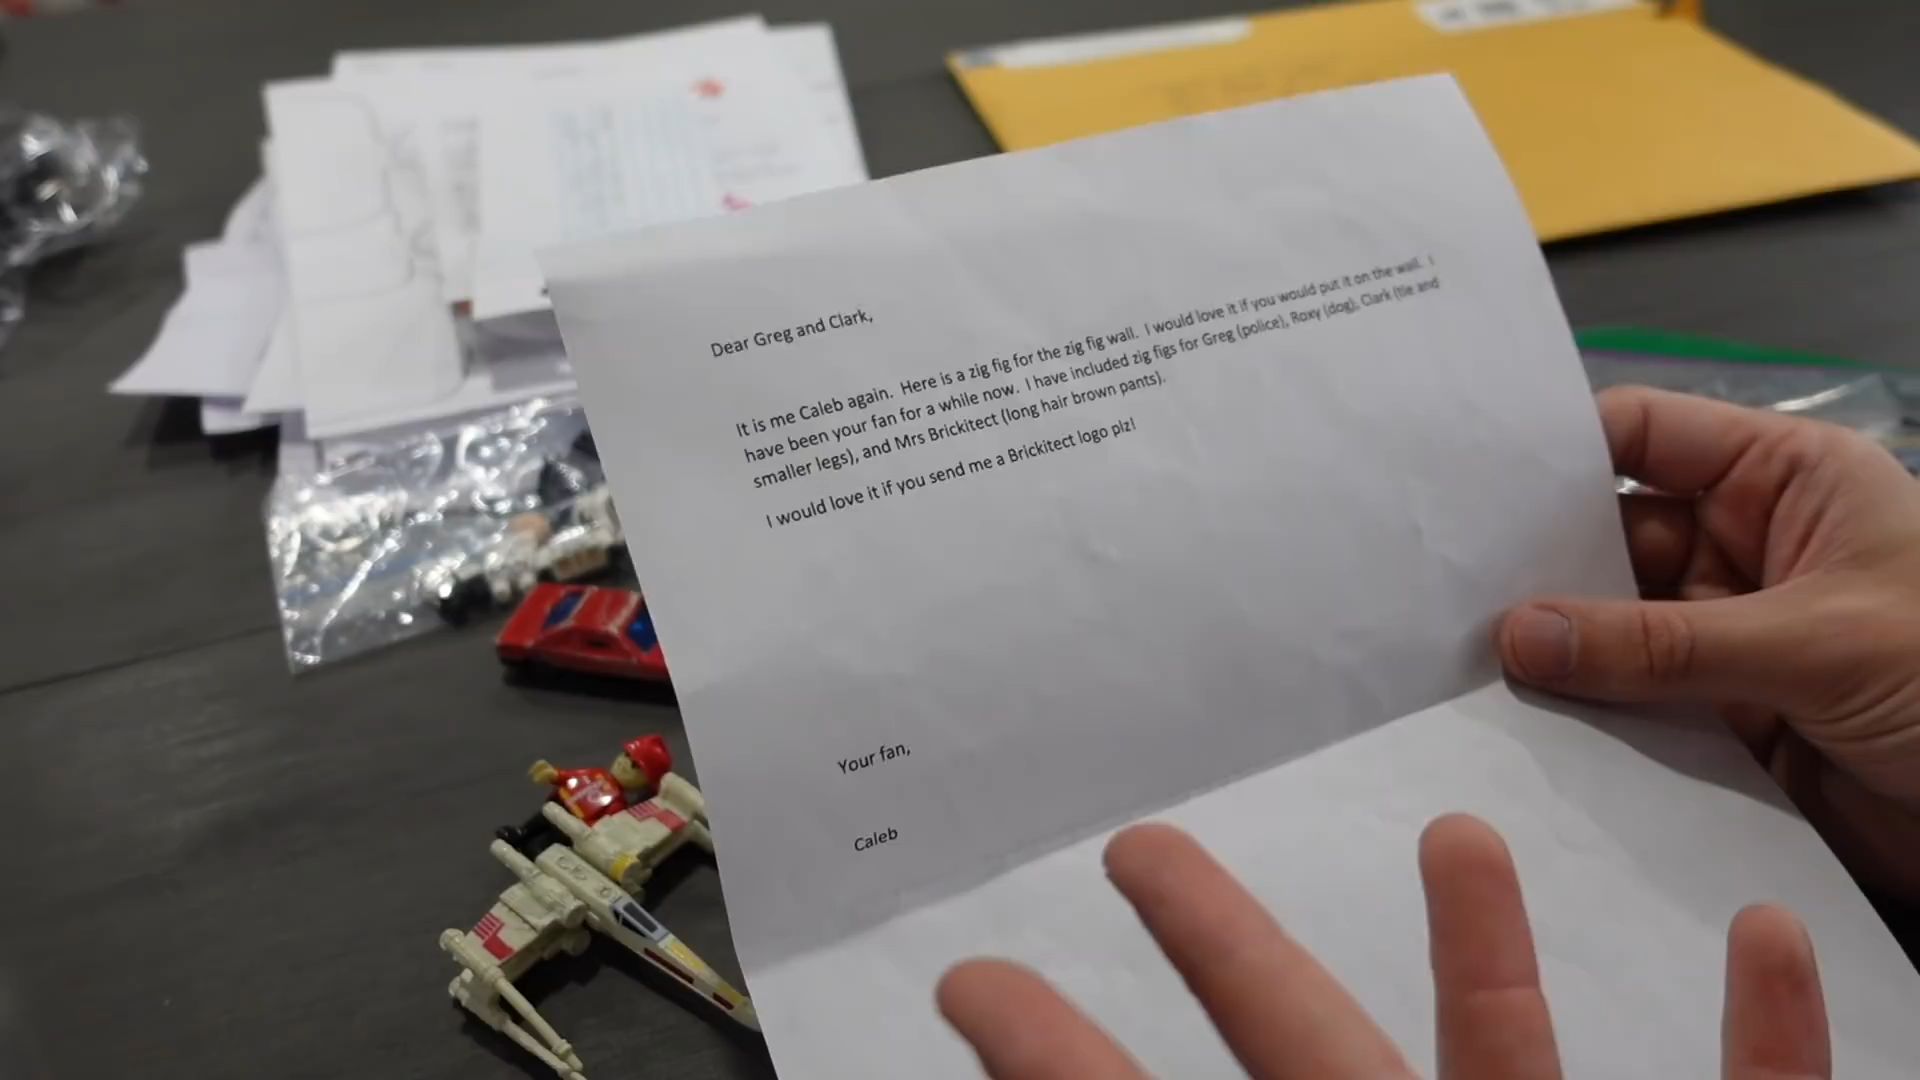 Dear Greg and Clark,
It is me Caleb again. Here is a zig fig for the zig fig wall. I would love it if you would put it on the wall. I
have been your fan for a while now. I have included zig figs for Greg (police), Roxy (dog), Clark (tie and
smaller legs), and Mrs Brickitect (long hair brown pants).
I would love it if you send me a Brickitect logo plz!
Your fan,
Caleb